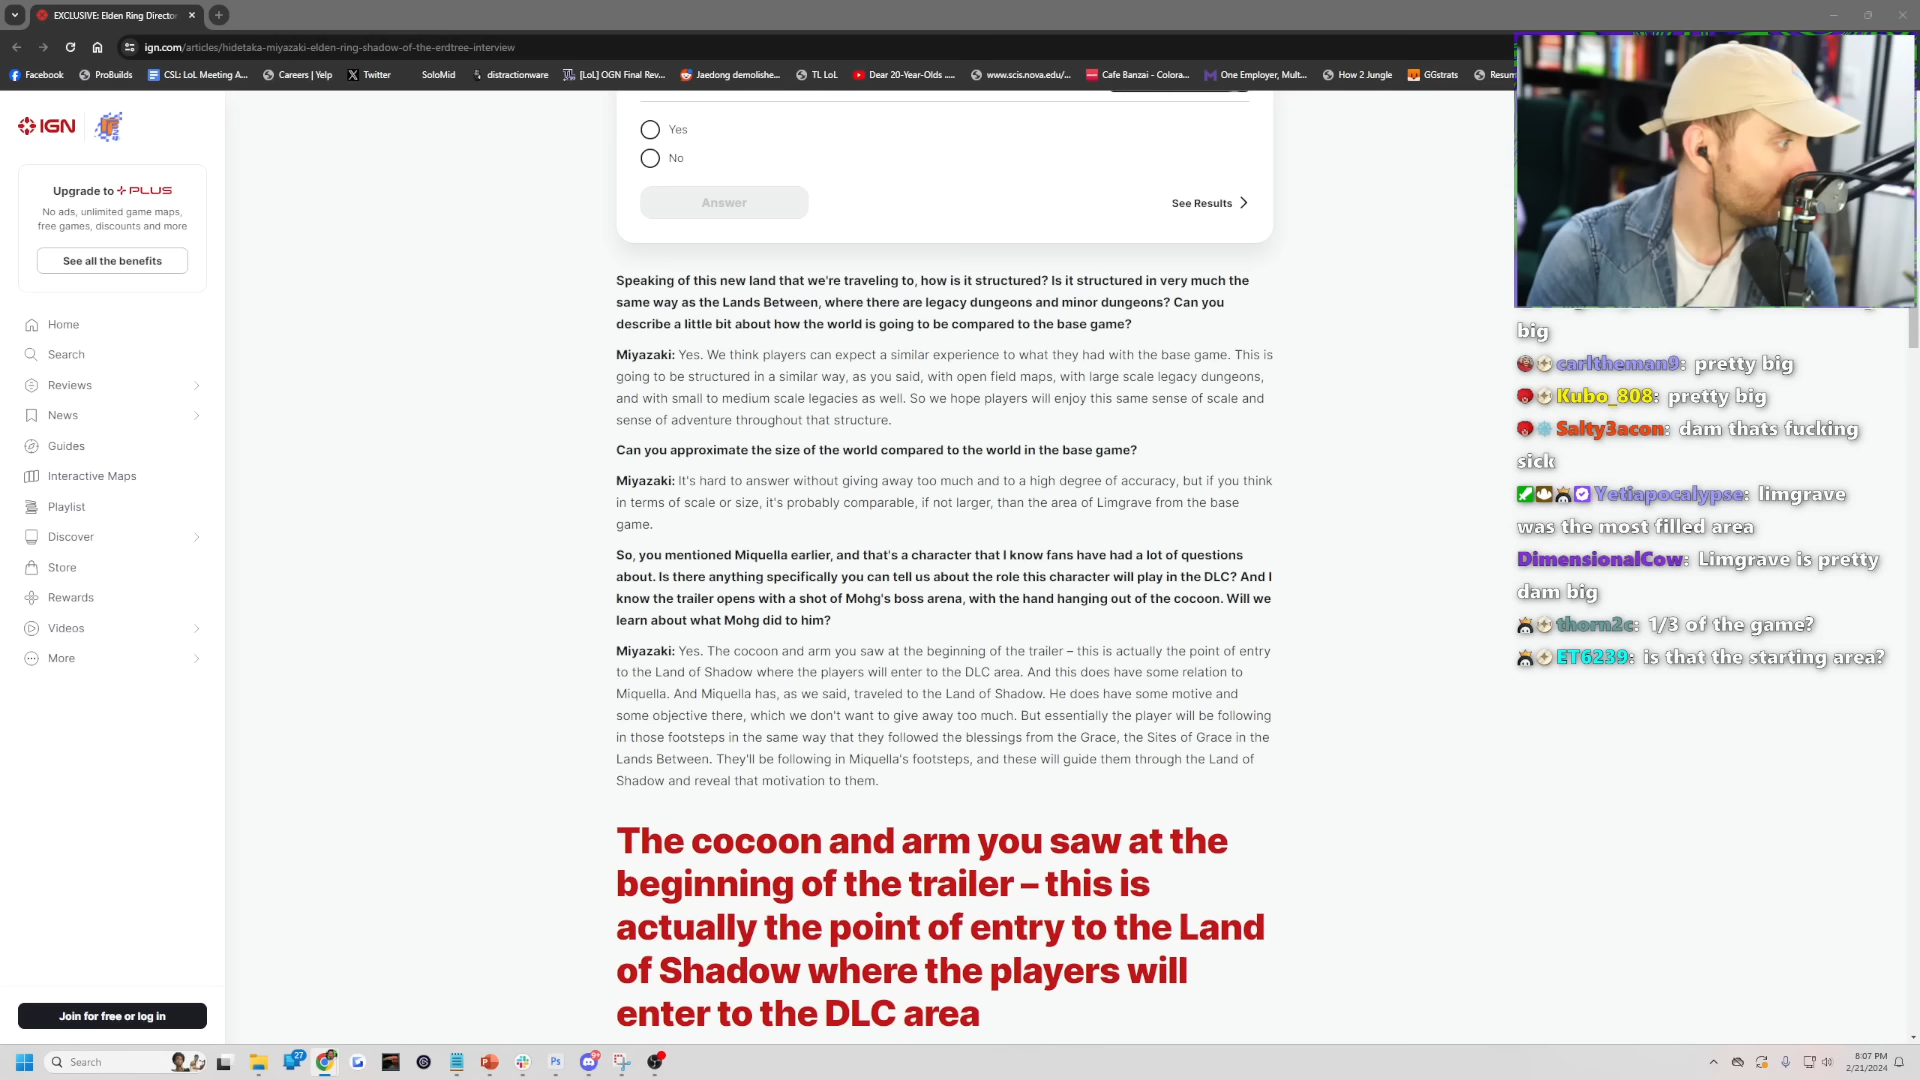 EXCLUSIVE: Elden Ring Director
ign.com/articles/hidetaka-miyazaki-elden-ring-shadow-of-the-erdtree-interview
Facebook
ProBuilds
CSL: LoL Meeting A...
Careers | Yelp
Twitter
SoloMid
distractionware
[LoL] OGN Final Rev...
Jaedong demolishe...
TL LoL
Dear 20-Year-Olds ....
www.scis.nova.edu/...
Cafe Banzai - Colora...
One Employer, Mult...
How 2 Jungle
GGstrats
Resum
IGN
Upgrade to PLUS
No ads, unlimited game maps,
free games, discounts and more
See all the benefits
Home
Search
Reviews
News
Guides
Interactive Maps
Playlist
Discover
Store
Rewards
Videos
More
Join for free or log in
Yes
No
Answer
See Results
Speaking of this new land that we're traveling to, how is it structured? Is it structured in very much the
same way as the Lands Between, where there are legacy dungeons and minor dungeons? Can you
describe a little bit about how the world is going to be compared to the base game?
Miyazaki: Yes. We think players can expect a similar experience to what they had with the base game. This is
going to be structured in a similar way, as you said, with open field maps, with large scale legacy dungeons,
and with small to medium scale legacies as well. So we hope players will enjoy this same sense of scale and
sense of adventure throughout that structure.
Can you approximate the size of the world compared to the world in the base game?
Miyazaki: It's hard to answer without giving away too much and to a high degree of accuracy, but if you think
in terms of scale or size, it's probably comparable, if not larger, than the area of Limgrave from the base
game.
So, you mentioned Miquella earlier, and that's a character that I know fans have had a lot of questions
about. Is there anything specifically you can tell us about the role this character will play in the DLC? And I
know the trailer opens with a shot of Mohg's boss arena, with the hand hanging out of the cocoon. Will we
learn about what Mohg did to him?
Miyazaki: Yes. The cocoon and arm you saw at the beginning of the trailer – this is actually the point of entry
to the Land of Shadow where the players will enter to the DLC area. And this does have some relation to
Miquella. And Miquella has, as we said, traveled to the Land of Shadow. He does have some motive and
some objective there, which we don't want to give away too much. But essentially the player will be following
in those footsteps in the same way that they followed the blessings from the Grace, the Sites of Grace in the
Lands Between. They'll be following in Miquella's footsteps, and these will guide them through the Land of
Shadow and reveal that motivation to them.
The cocoon and arm you saw at the
beginning of the trailer – this is
actually the point of entry to the Land
of Shadow where the players will
enter to the DLC area
big
carltheman9: pretty big
Kubo_808: pretty big
Salty3acon: dam thats fucking
sick
Yetiapocalypse: limgrave
was the most filled area
DimensionalCow: Limgrave is pretty
dam big
thorn2c: 1/3 of the game?
ET6239: is that the starting area?
Search
27
Ps
8:07 PM
2/21/2024